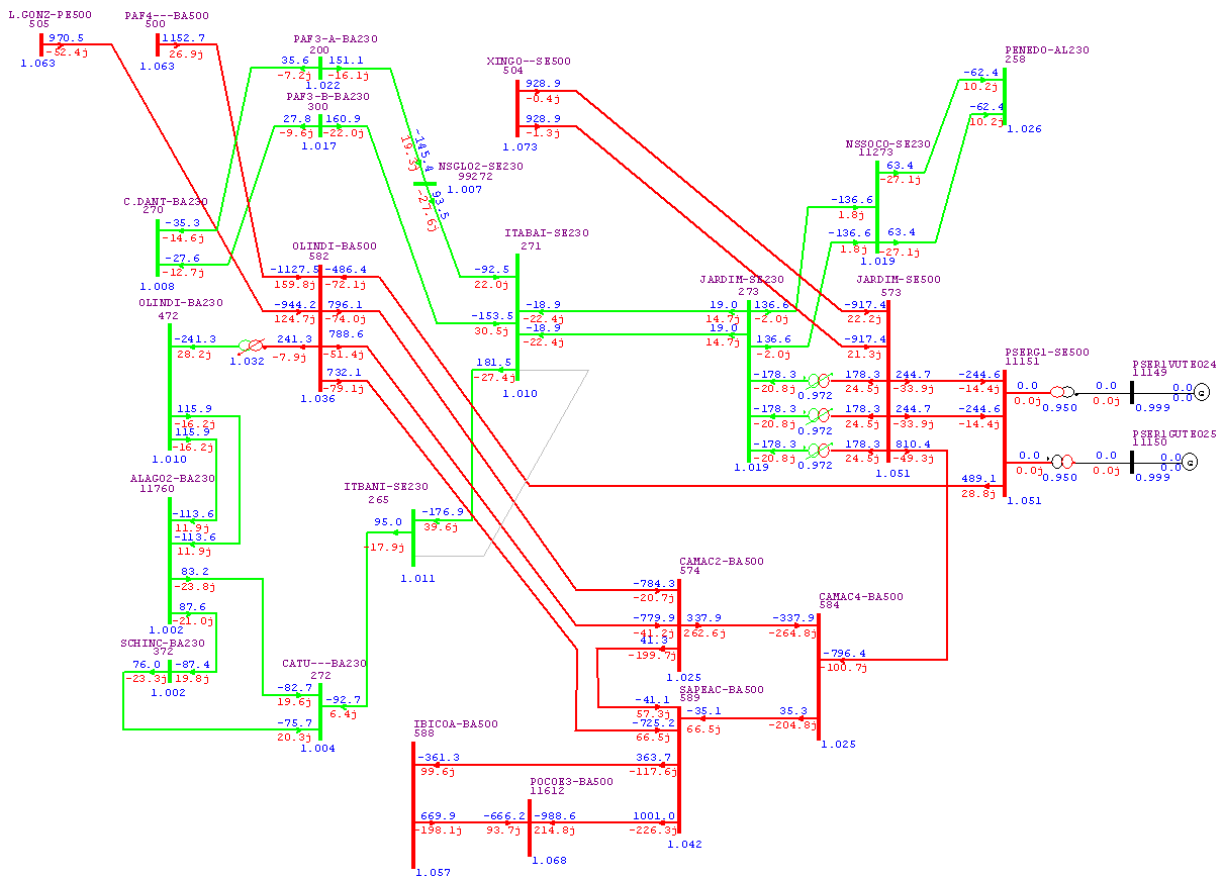 L.GONZ-PE500
505
970.5
-52.4j
1.063
PAF4---BA500
500
1152.7
26.9j
1.063
PAF3-A-BA230
200
35.6
-7.2j
151.1
-16.1j
1.022
PAF3-B-BA230
300
27.8
-9.6j
160.9
-22.0j
1.017
XINGO--SE500
504
928.9
-0.4j
928.9
-1.3j
1.073
PENEDO-AL230
258
-62.4
10.2j
-62.4
10.2j
1.026
-145.4
19.3j
NSGL02-SE230
99272
1.007
93.5
-27.6j
NSSOCO-SE230
11273
63.4
-27.1j
-136.6
1.8j
-136.6
1.8j
63.4
-27.1j
1.019
C.DANT-BA230
270
-35.3
-14.6j
-27.6
-12.7j
1.008
OLINDI-BA500
582
-1127.5
159.8j
-486.4
-72.1j
-944.2
124.7j
796.1
-74.0j
241.3
-7.9j
788.6
-51.4j
732.1
-79.1j
1.036
ITABAI-SE230
271
-92.5
22.0j
-18.9
-22.4j
-153.5
30.5j
-18.9
-22.4j
181.5
-27.4j
1.010
JARDIM-SE230
273
19.0
14.7j
136.6
-2.0j
19.0
14.7j
136.6
-2.0j
-178.3
-20.8j
0.972
-178.3
-20.8j
0.972
-178.3
-20.8j
0.972
1.019
JARDIM-SE500
573
-917.4
22.2j
-917.4
21.3j
178.3
24.5j
244.7
-33.9j
178.3
24.5j
244.7
-33.9j
178.3
24.5j
810.4
-49.3j
1.051
PSERG1-SE500
11151
-244.6
-14.4j
-244.6
-14.4j
0.0
0.0j
0.950
0.0
0.0j
0.0
0.0j
0.950
0.0
0.0j
489.1
28.8j
1.051
PSER1VUTE024
11149
0.0
0.0
0.999
G
PSER1GUTE025
11150
0.0
0.0
0.999
G
OLINDI-BA230
472
-241.3
28.2j
1.032
115.9
-16.2j
115.9
-16.2j
1.010
ALAGO2-BA230
11760
-113.6
11.9j
-113.6
11.9j
83.2
-23.8j
87.6
-21.0j
1.002
SCHINC-BA230
372
76.0
-23.3j
-87.4
19.8j
1.002
CATU---BA230
272
-82.7
19.6j
-92.7
6.4j
-75.7
20.3j
1.004
ITBANI-SE230
265
-176.9
39.6j
95.0
-17.9j
1.011
CAMAC2-BA500
574
-784.3
-20.7j
-779.9
-41.2j
337.9
262.6j
41.3
-199.7j
1.025
CAMAC4-BA500
584
-337.9
-264.8j
-796.4
-100.7j
35.3
-204.8j
1.025
SAPEAC-BA500
589
-41.1
57.3j
-35.1
66.5j
-725.2
66.5j
363.7
-117.6j
1001.0
-226.3j
1.042
IBICOA-BA500
588
-361.3
99.6j
669.9
-198.1j
1.057
POCOE3-BA500
11612
-666.2
93.7j
-988.6
214.8j
1.068